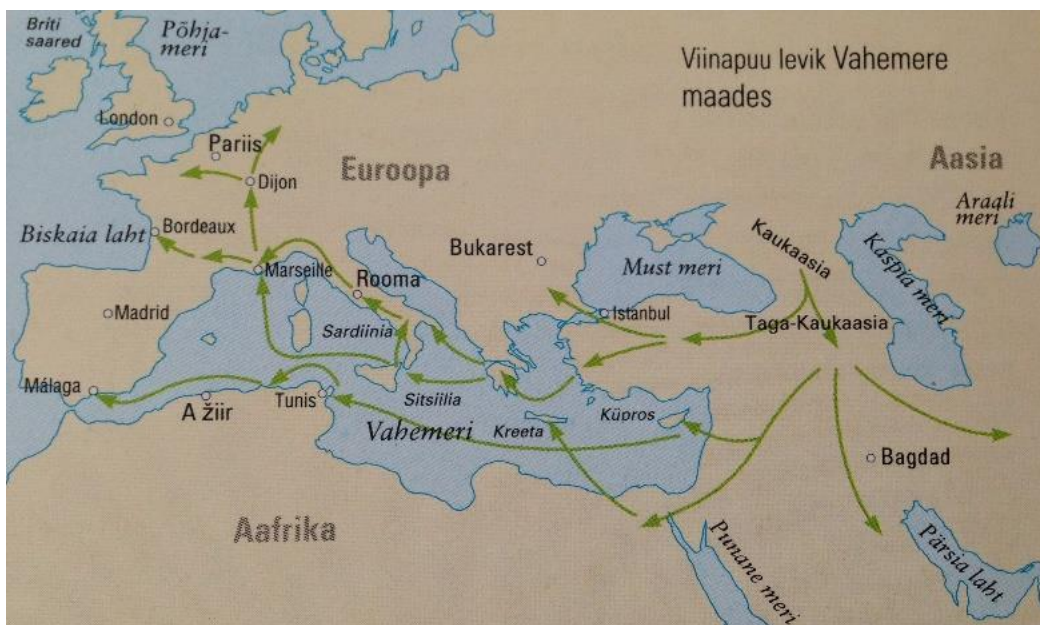 Briti
saared
Põhja-
meri
Viinapuu levik Vahemere
maades
London
Pariis
Euroopa
Aasia
Dijon
Araali
meri
Biskaia laht
Bordeaux
Bukarest
Must meri
Kaukaasia
Kaspia meri
Marseille
Rooma
Madrid
Istanbul
Taga-Kaukaasia
Sardiinia
Málaga
A žiir
Tunis
Sitsiilia
Vahemeri
Kreeta
Küpros
Bagdad
Aafrika
Punane meri
Pärsia laht